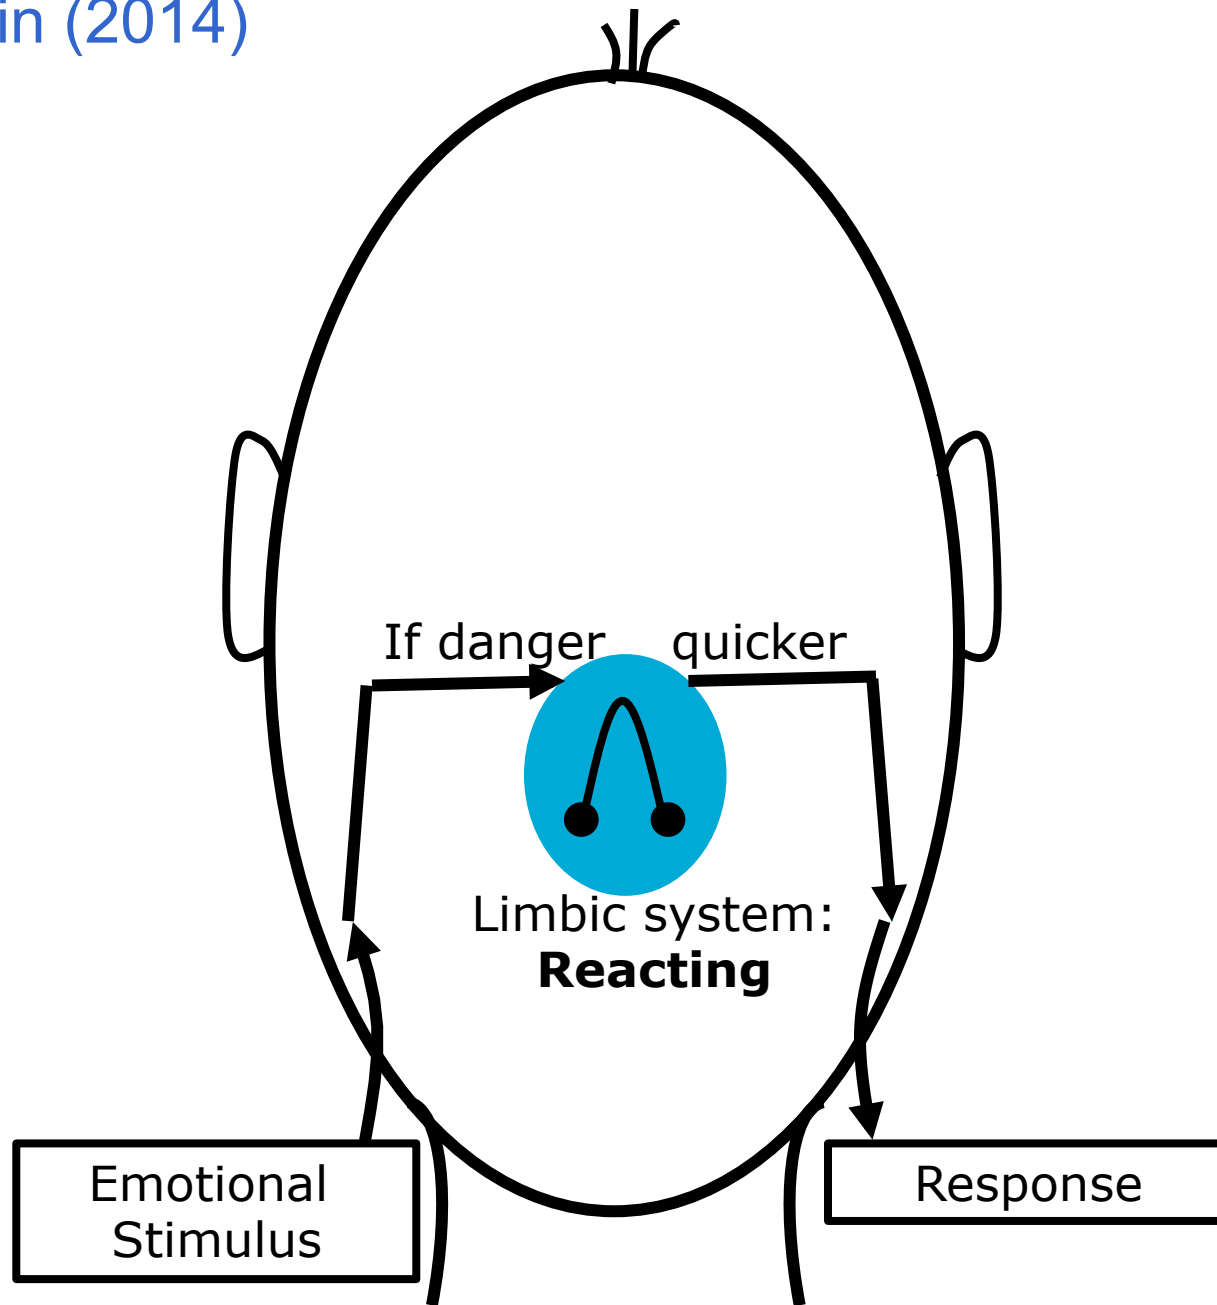 in (2014)
If danger quicker
Limbic system:
Reacting
Emotional
Stimulus
Response